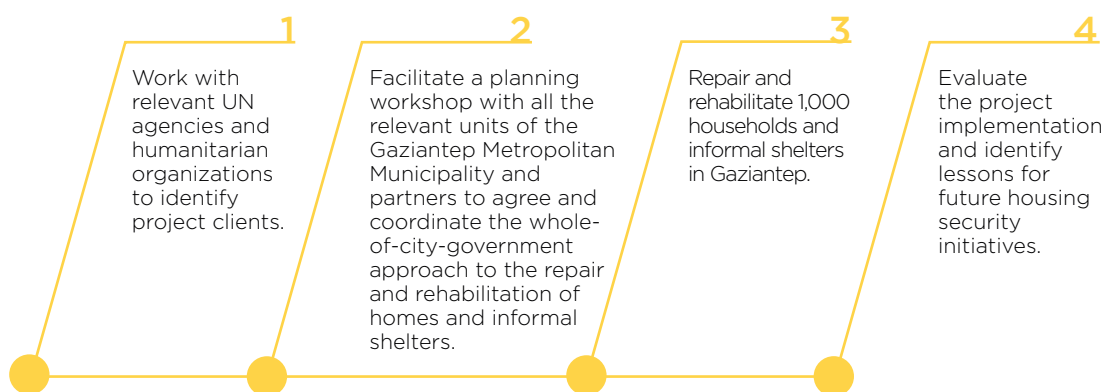 1
Work with
relevant UN
agencies and
humanitarian
organizations
to identify
project clients.
2
Facilitate a planning
workshop with all the
relevant units of the
Gaziantep Metropolitan
Municipality and
partners to agree and
coordinate the whole-
of-city-government
approach to the repair
and rehabilitation of
homes and informal
shelters.
3
Repair and
rehabilitate 1,000
households and
informal shelters
in Gaziantep.
4
Evaluate
the project
implementation
and identify
lessons for
future housing
security
initiatives.